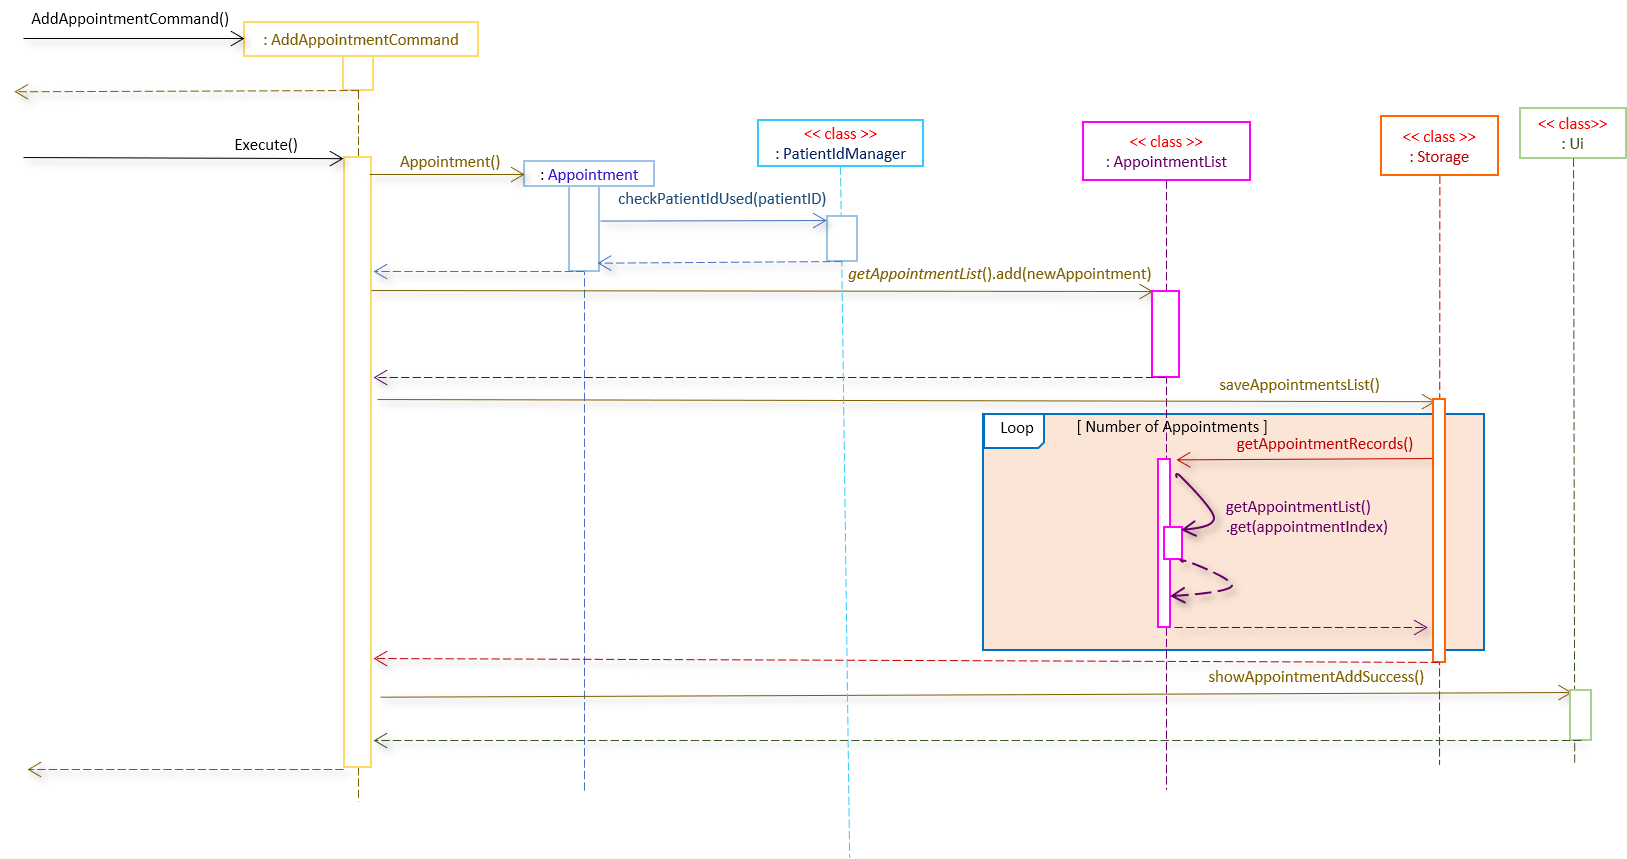 AddAppointmentCommand()
: AddAppointmentCommand
Execute()
Appointment()
: Appointment
<< class >>
: PatientIdManager
<< class >>
: AppointmentList
<< class >>
: Storage
<< class>>
: Ui
checkPatientIdUsed(patientID)
getAppointmentList().add(newAppointment)
saveAppointmentsList()
Loop
[ Number of Appointments ]
getAppointmentRecords()
getAppointmentList()
.get(appointmentIndex)
showAppointmentAddSuccess()